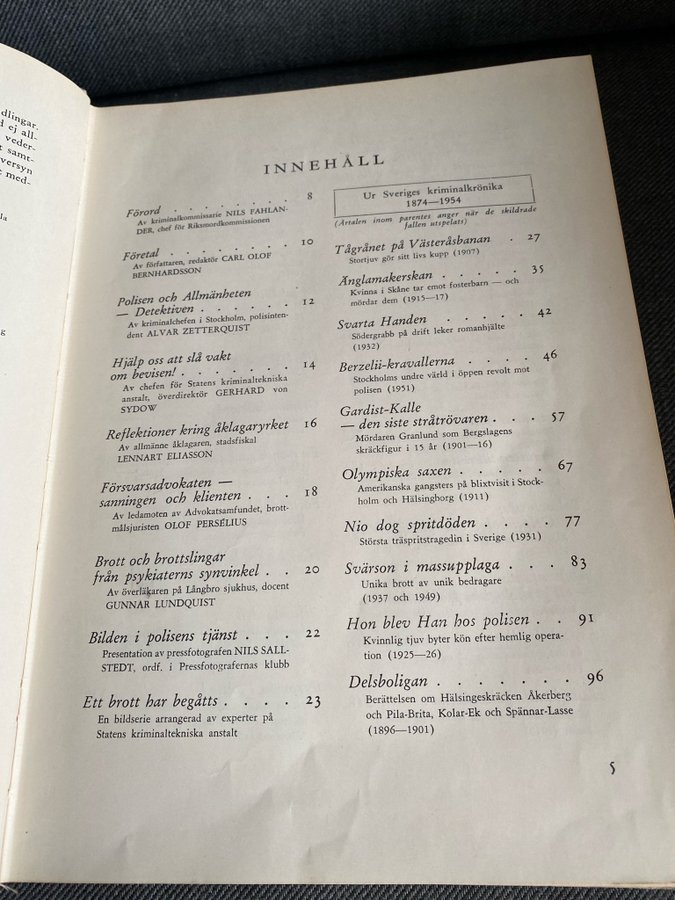 dlingar.
d ej all-
veder-
t samt-
versyn
t med-
la
g
INNEHÅLL
Förord . . . . . . . . 8
Av kriminalkommissarie NILS FAHLAN-
DER, chef för Riksmordkommissionen
Företal . . . . . . . . 10
Av författaren, redaktör CARL OLOF
BERNHARDSSON
Polisen och Allmänheten
— Detektiven . . . . . . 12
Av kriminalchefen i Stockholm, polisinten-
dent ALVAR ZETTERQUIST
Hjälp oss att slå vakt
om bevisen! . . . . . . . 14
Av chefen för Statens kriminaltekniska
anstalt, överdirektör GERHARD von
SYDOW
Reflektioner kring åklagaryrket 16
Av allmänne åklagaren, stadsfiskal
LENNART ELIASSON
Försvarsadvokaten —
sanningen och klienten . . . 18
Av ledamoten av Advokatsamfundet, brott-
målsjuristen OLOF PERSÉLIUS
Brott och brottslingar
från psykiaterns synvinkel . . 20
Av överläkaren på Långbro sjukhus, docent
GUNNAR LUNDQUIST
Bilden i polisens tjänst . . . 22
Presentation av pressfotografen NILS SALL-
STEDT, ordf. i Pressfotografernas klubb
Ett brott har begåtts . . . . 23
En bildserie arrangerad av experter på
Statens kriminaltekniska anstalt
Ur Sveriges kriminalkrönika
1874—1954
(Årtalen inom parentes anger när de skildrade
fallen utspelats)
Tågrånet på Västeråsbanan . 27
Stortjuv gör sitt livs kupp (1907)
Änglamakerskan . . . . . 35
Kvinna i Skåne tar emot fosterbarn — och
mördar dem (1915—17)
Svarta Handen . . . . . 42
Södergrabb på drift leker romanhjälte
(1932)
Berzelii-kravallerna . . . . . 46
Stockholms undre värld i öppen revolt mot
polisen (1951)
Gardist-Kalle
— den siste stråtrövaren . . . 57
Mördaren Granlund som Bergslagens
skräckfigur i 15 år (1901—16)
Olympiska saxen . . . . . 67
Amerikanska gangsters på blixtvisit i Stock-
holm och Hälsinghorg (1911)
Nio dog spritdöden . . . . 77
Största träspritstragedin i Sverige (1931)
Svärson i massupplaga . . . 83
Unika brott av unik bedragare
(1937 och 1949)
Hon blev Han hos polisen . . 91
Kvinnlig tjuv byter kön efter hemlig opera-
tion (1925—26)
Delsboligan . . . . . . . 96
Berättelsen om Hälsingeskräcken Åkerberg
och Pila-Brita, Kolar-Ek och Spännar-Lasse
(1896—1901)
5